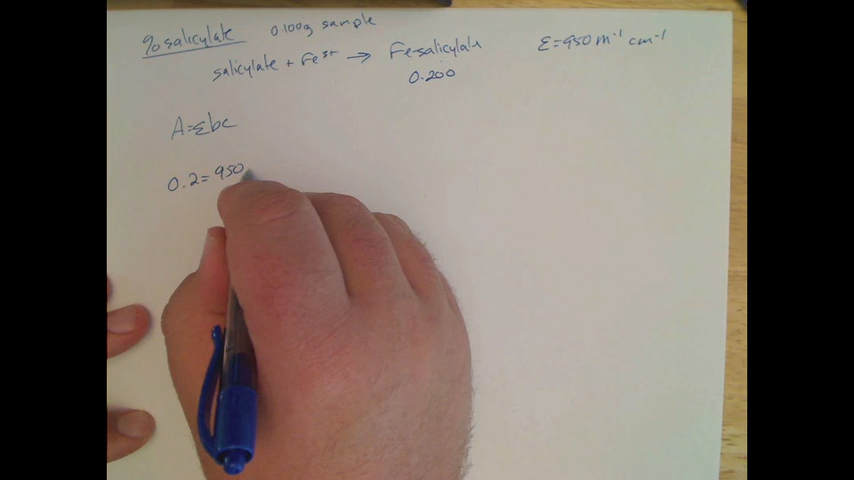 % salicylate 0.100g sample
salicylate + Fe³⁺ → Fe-salicylate ε=950 M⁻¹ cm⁻¹
0.200
A=εbc
0.2=950